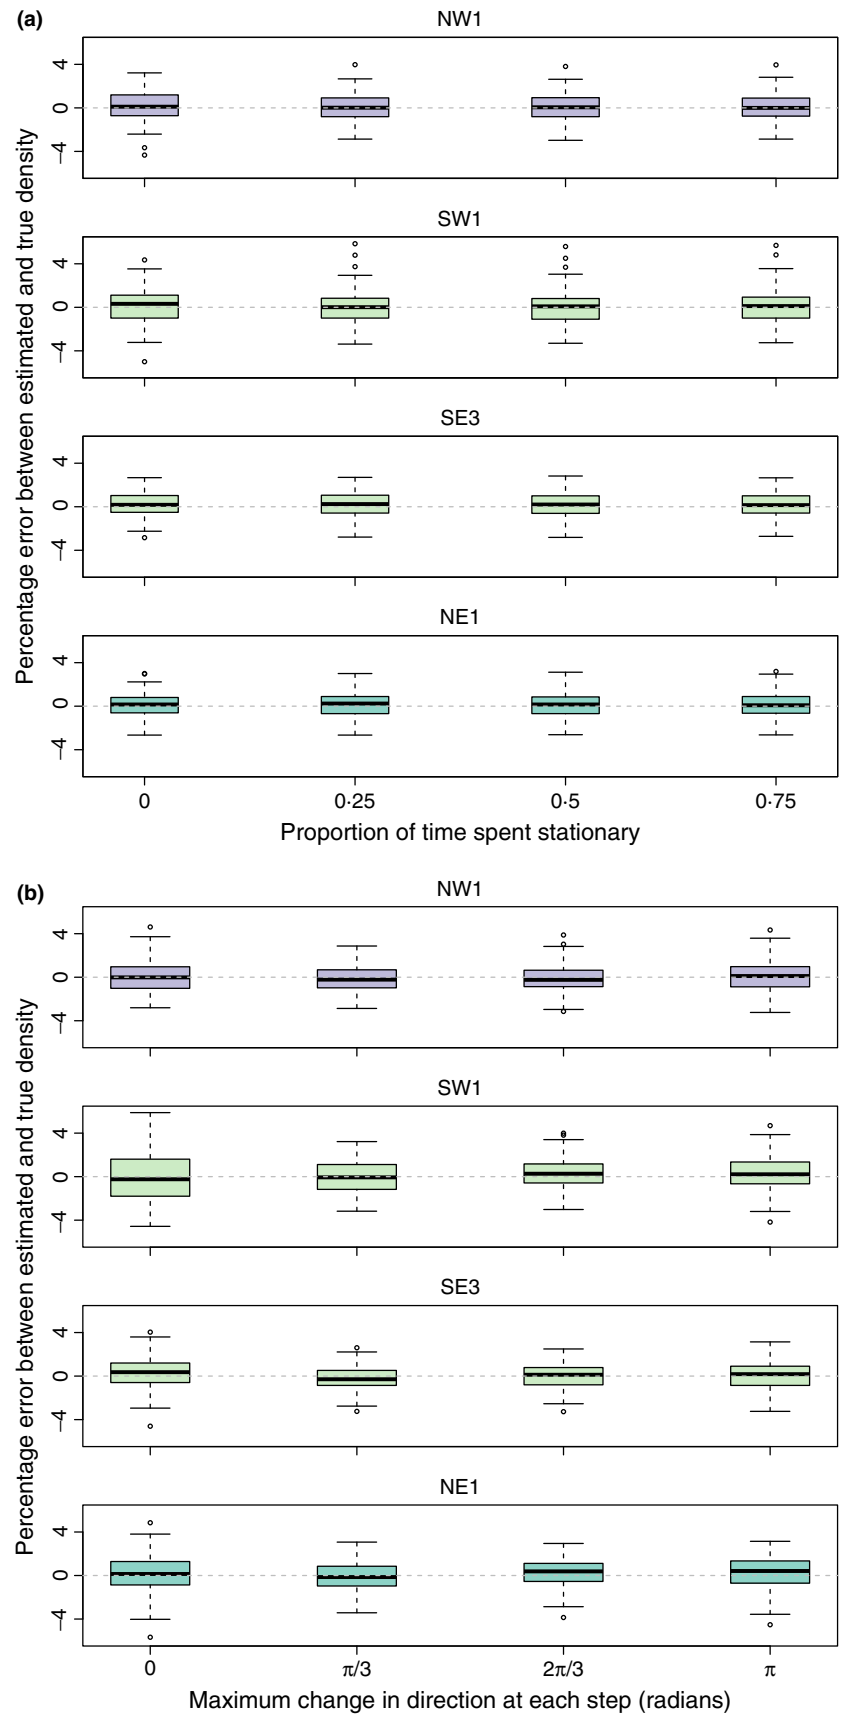 (a)
NW1
4
0
−4
SW1
4
0
−4
SE3
4
0
−4
NE1
4
0
−4
0 0·25 0·5 0·75
Proportion of time spent stationary
Percentage error between estimated and true density
(b)
NW1
4
0
−4
SW1
4
0
−4
SE3
4
0
−4
NE1
4
0
−4
0 π/3 2π/3 π
Maximum change in direction at each step (radians)
Percentage error between estimated and true density